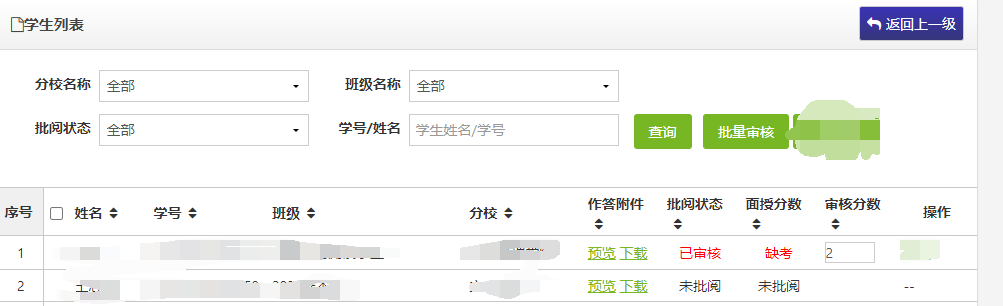 学生列表
返回上一级
分校名称 全部 班级名称 全部
批阅状态 全部 学号/姓名 学生姓名/学号 查询 批量审核
序号 姓名 学号 班级 分校 作答附件 批阅状态 面授分数 审核分数 操作
1 预览 下载 已审核 缺考 2
2 预览 下载 未批阅 未批阅 --